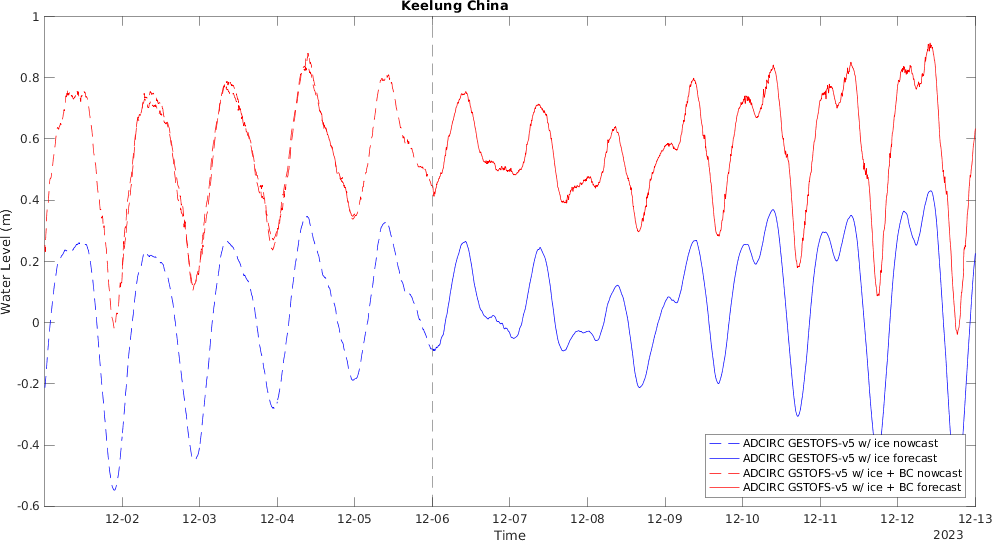 Keelung China
Water Level (m)
1
0.8
0.6
0.4
0.2
0
-0.2
-0.4
-0.6
12-02 12-03 12-04 12-05 12-06 12-07 12-08 12-09 12-10 12-11 12-12 12-13
Time
2023
ADCIRC GESTOFS-v5 w/ ice nowcast
ADCIRC GESTOFS-v5 w/ ice forecast
ADCIRC GSTOFS-v5 w/ ice + BC nowcast
ADCIRC GSTOFS-v5 w/ ice + BC forecast